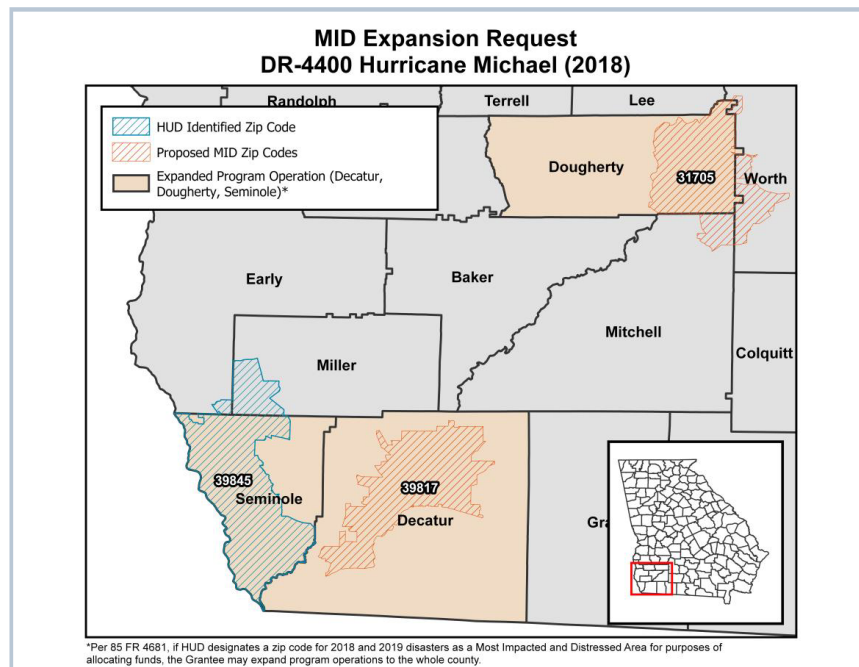 MID Expansion Request
DR-4400 Hurricane Michael (2018)
Randolph
Terrell
Lee
HUD Identified Zip Code
Proposed MID Zip Codes
Expanded Program Operation (Decatur,
Dougherty, Seminole)*
Dougherty
31705
Worth
Early
Baker
Mitchell
Miller
Colquitt
39845
Seminole
39817
Decatur
Gra
*Per 85 FR 4681, if HUD designates a zip code for 2018 and 2019 disasters as a Most Impacted and Distressed Area for purposes of
allocating funds, the Grantee may expand program operations to the whole county.